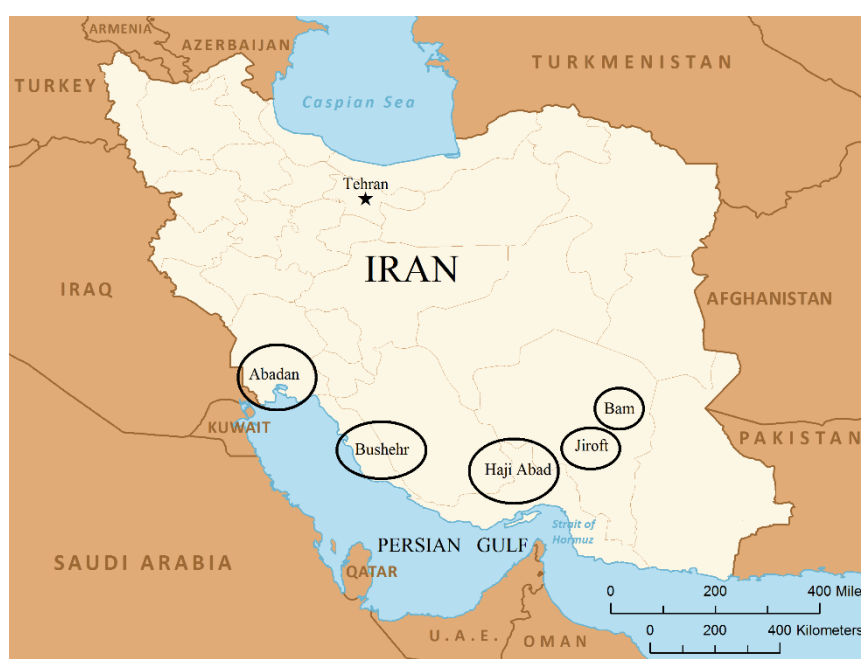 ARMENIA
AZERBAIJAN
TURKEY
TURKMENISTAN
Caspian Sea
Tehran
IRAN
IRAQ
AFGHANISTAN
Abadan
KUWAIT
Bushehr
Haji Abad
Jiroft
Bam
PAKISTAN
Strait of
Hormuz
PERSIAN GULF
SAUDI ARABIA
QATAR
U.A.E.
OMAN
0 200 400 Mile
0 200 400 Kilometers